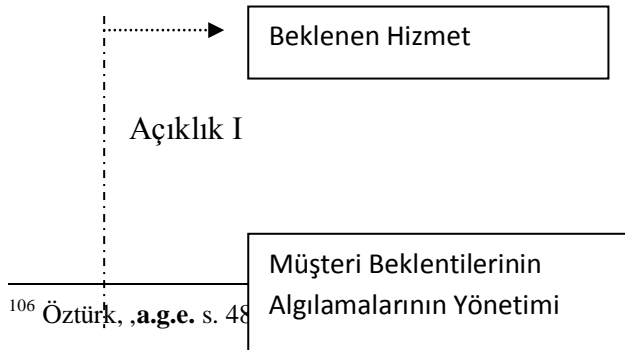 Beklenen Hizmet
Açıklık I
Müşteri Beklentilerinin
Algılamalarının Yönetimi
106 Öztürk, ,a.g.e. s. 48